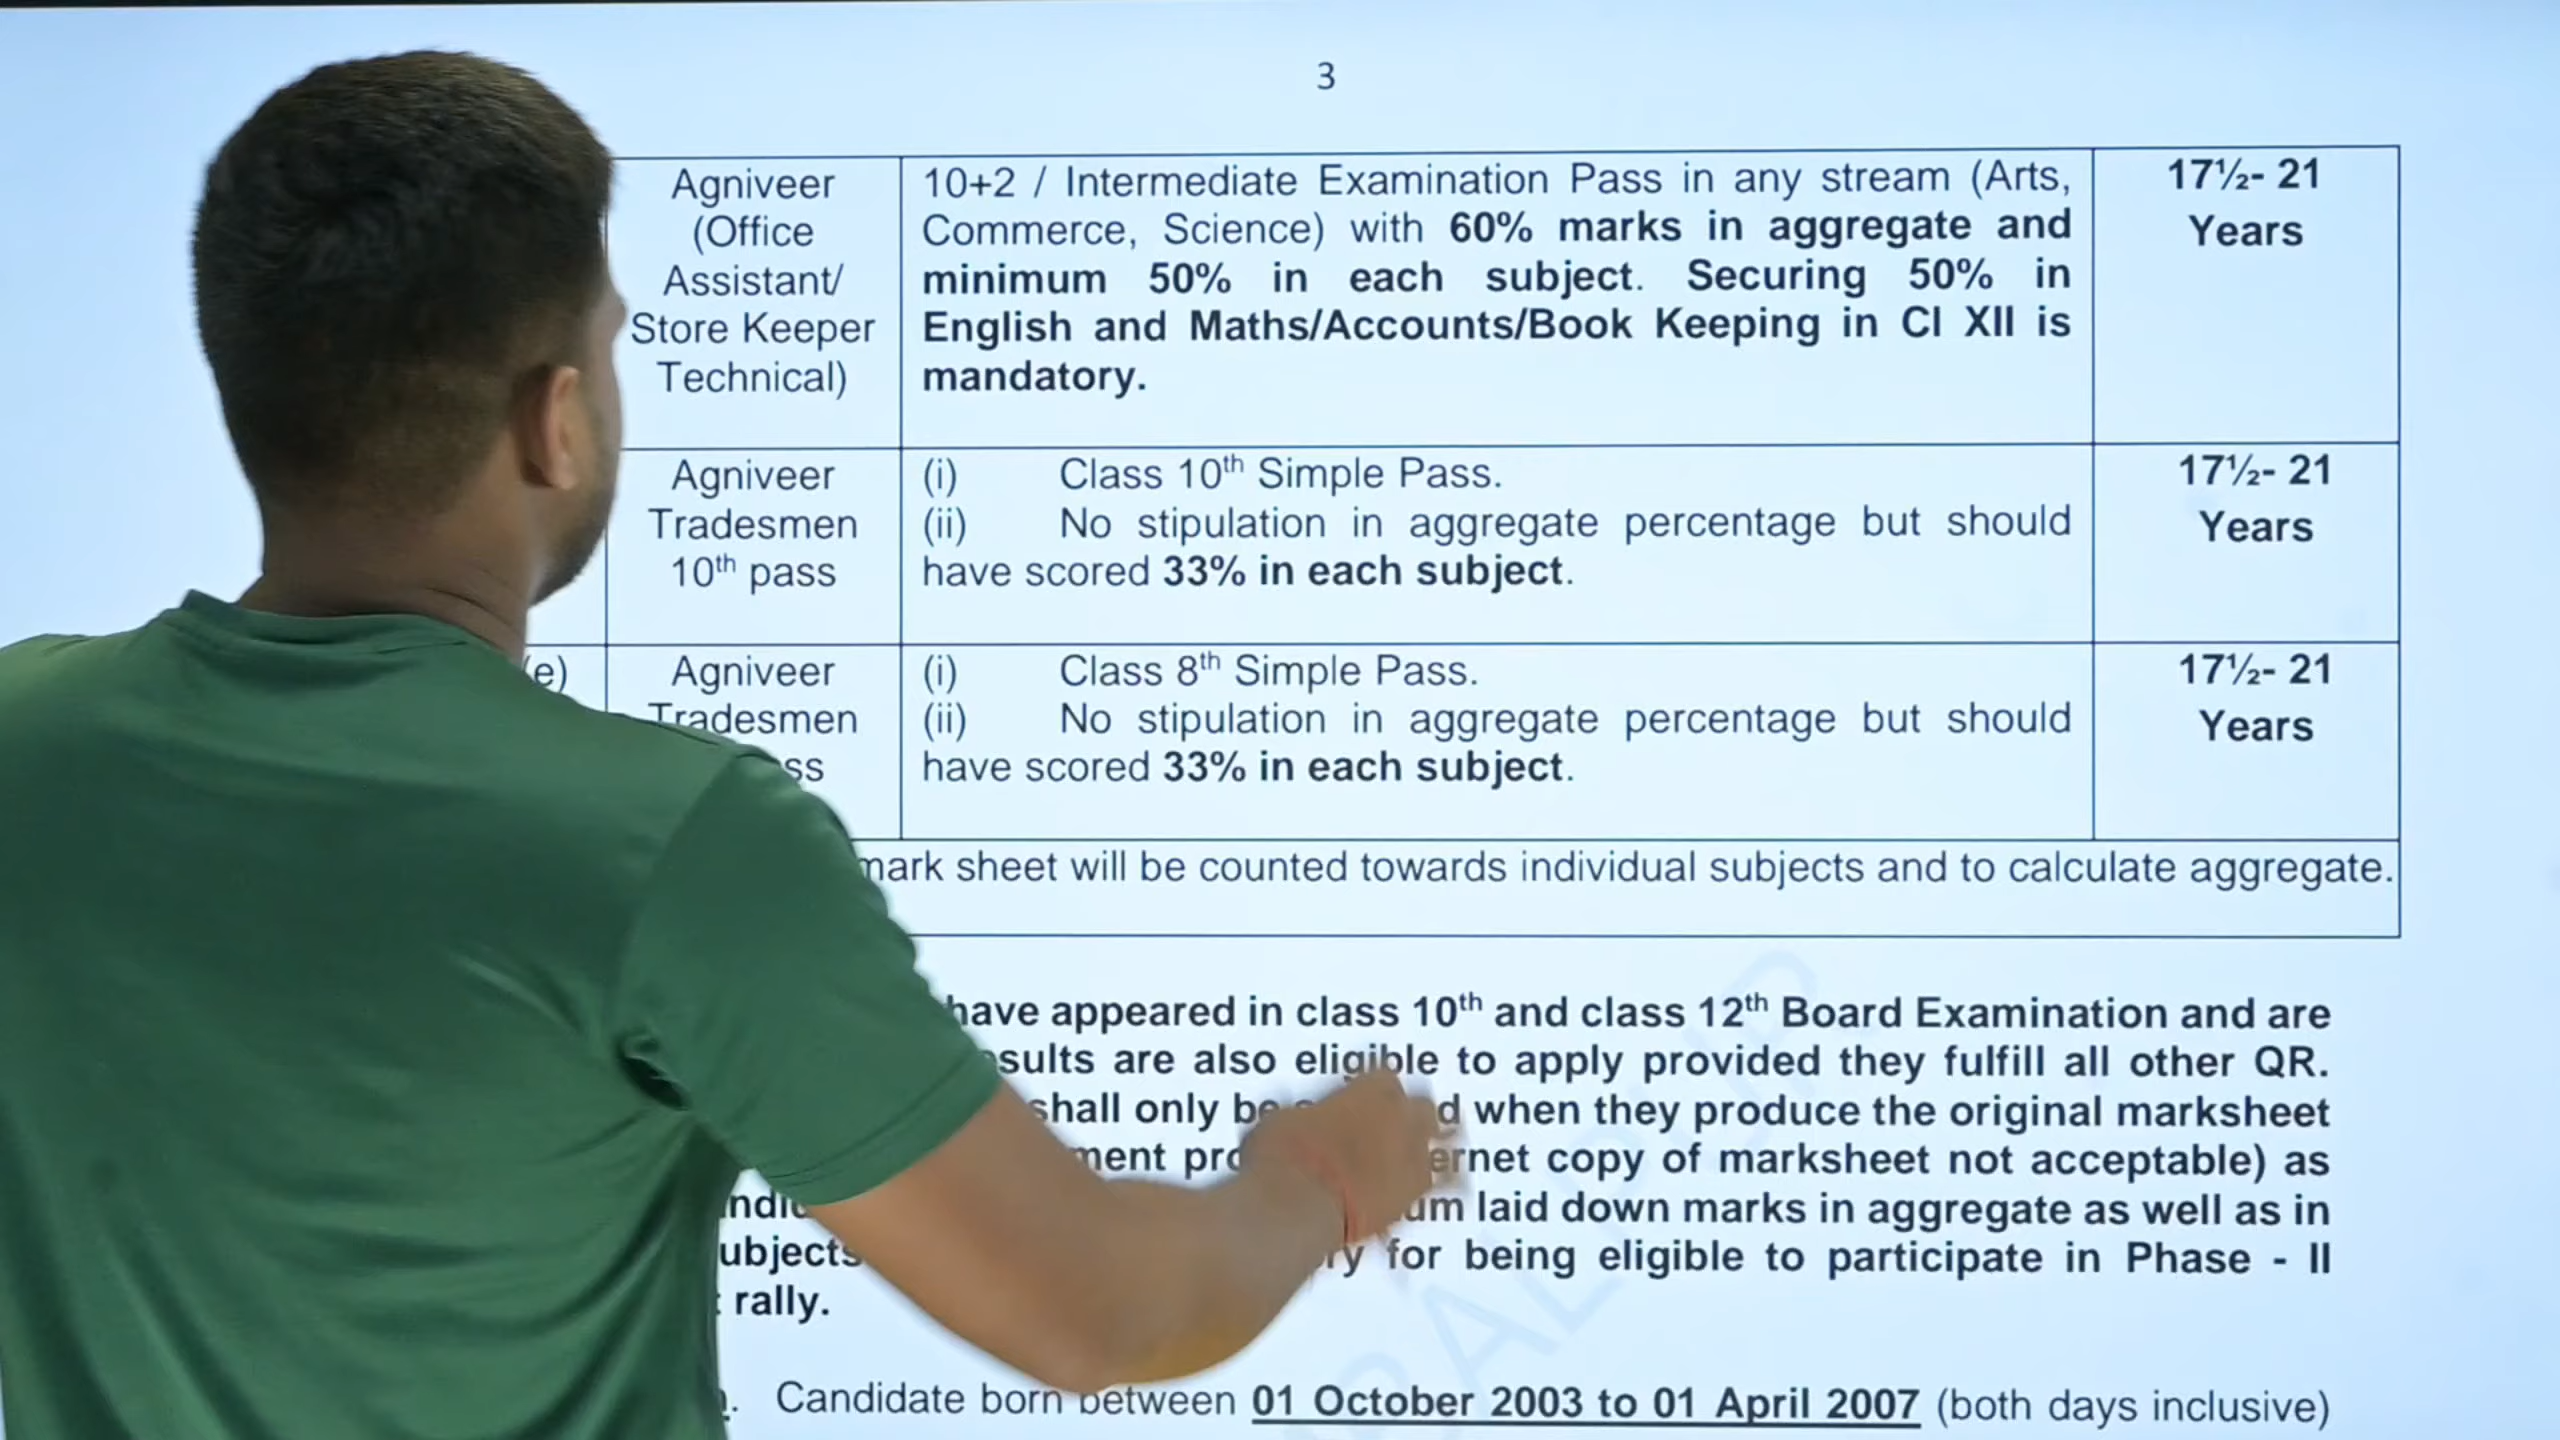 3
Agniveer
(Office
Assistant/
Store Keeper
Technical)
10+2 / Intermediate Examination Pass in any stream (Arts,
Commerce, Science) with 60% marks in aggregate and
minimum 50% in each subject. Securing 50% in
English and Maths/Accounts/Book Keeping in Cl XII is
mandatory.
17½- 21
Years
Agniveer
Tradesmen
10th pass
(i) Class 10th Simple Pass.
(ii) No stipulation in aggregate percentage but should
have scored 33% in each subject.
17½- 21
Years
(e)
Agniveer
Tradesmen
(i) Class 8th Simple Pass.
(ii) No stipulation in aggregate percentage but should
have scored 33% in each subject.
17½- 21
Years
mark sheet will be counted towards individual subjects and to calculate aggregate.
have appeared in class 10th and class 12th Board Examination and are
are also eligible to apply provided they fulfill all other QR.
shall only be when they produce the original marksheet
copy of marksheet not acceptable) as
laid down marks in aggregate as well as in
for being eligible to participate in Phase - II
rally.
Candidate born between 01 October 2003 to 01 April 2007 (both days inclusive)